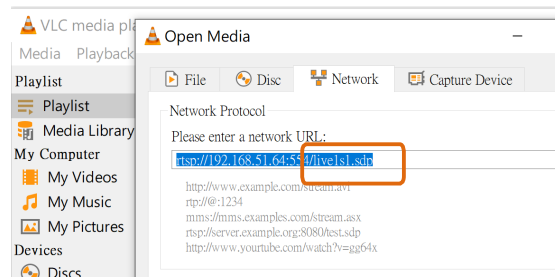 VLC media pla
Media Playback
Open Media
File Disc Network Capture Device
Playlist
Playlist
Media Library
My Computer
My Videos
My Music
My Pictures
Devices
Discs
Network Protocol
Please enter a network URL:
rtsp://192.168.51.64:554/live1s1.sdp
http://www.example.com/stream.avi
rtp://@:1234
mms://mms.examples.com/stream.asx
rtsp://server.example.org:8080/test.sdp
http://www.yourtube.com/watch?v=gg64x